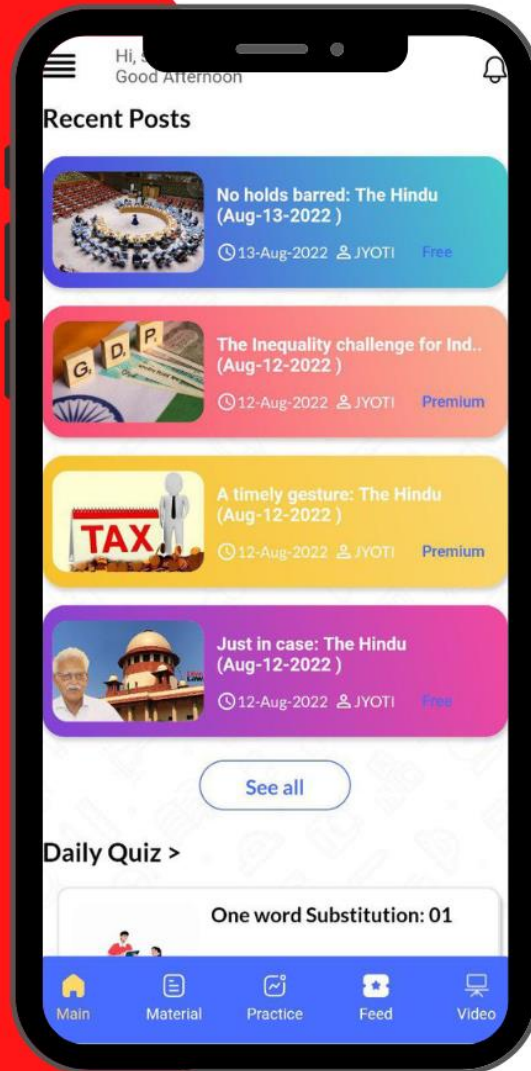 Hi,
Good Afternoon
Recent Posts
No holds barred: The Hindu
(Aug-13-2022 )
13-Aug-2022 JYOTI Free
G D P
The Inequality challenge for Ind..
(Aug-12-2022 )
12-Aug-2022 JYOTI Premium
TAX
A timely gesture: The Hindu
(Aug-12-2022 )
12-Aug-2022 JYOTI Premium
Just in case: The Hindu
(Aug-12-2022 )
12-Aug-2022 JYOTI Free
See all
Daily Quiz >
One word Substitution: 01
Main Material Practice Feed Video